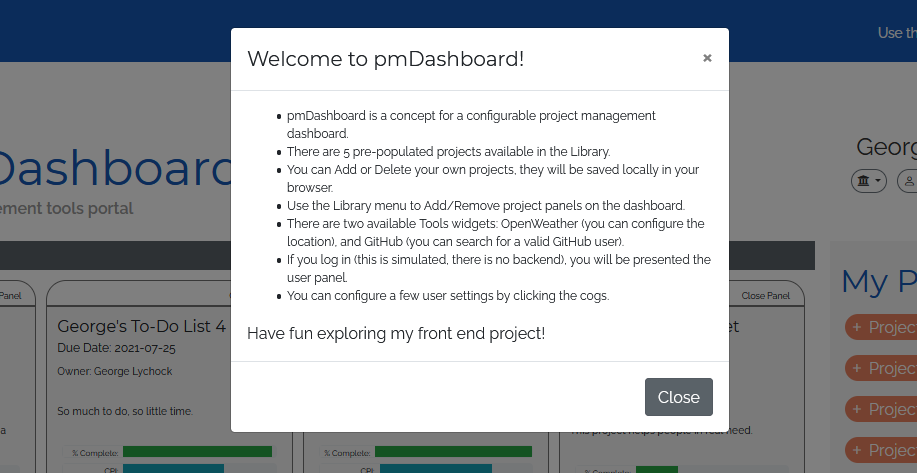 Use th
Welcome to pmDashboard!
×
• pmDashboard is a concept for a configurable project management
dashboard.
• There are 5 pre-populated projects available in the Library.
• You can Add or Delete your own projects, they will be saved locally in your
browser.
• Use the Library menu to Add/Remove project panels on the dashboard.
• There are two available Tools widgets: OpenWeather (you can configure the
location), and GitHub (you can search for a valid GitHub user).
• If you log in (this is simulated, there is no backend), you will be presented the
user panel.
• You can configure a few user settings by clicking the cogs.
Have fun exploring my front end project!
Close
Dashboard
ement tools portal
Georg
Panel
Close Panel
George's To-Do List 4
Due Date: 2021-07-25
Owner: George Lychock
So much to do, so little time.
a
et
This project helps people in real need.
% Complete:
CPI
% Complete:
% Complete:
My P
+ Projec
+ Projec
+ Projec
+ Projec